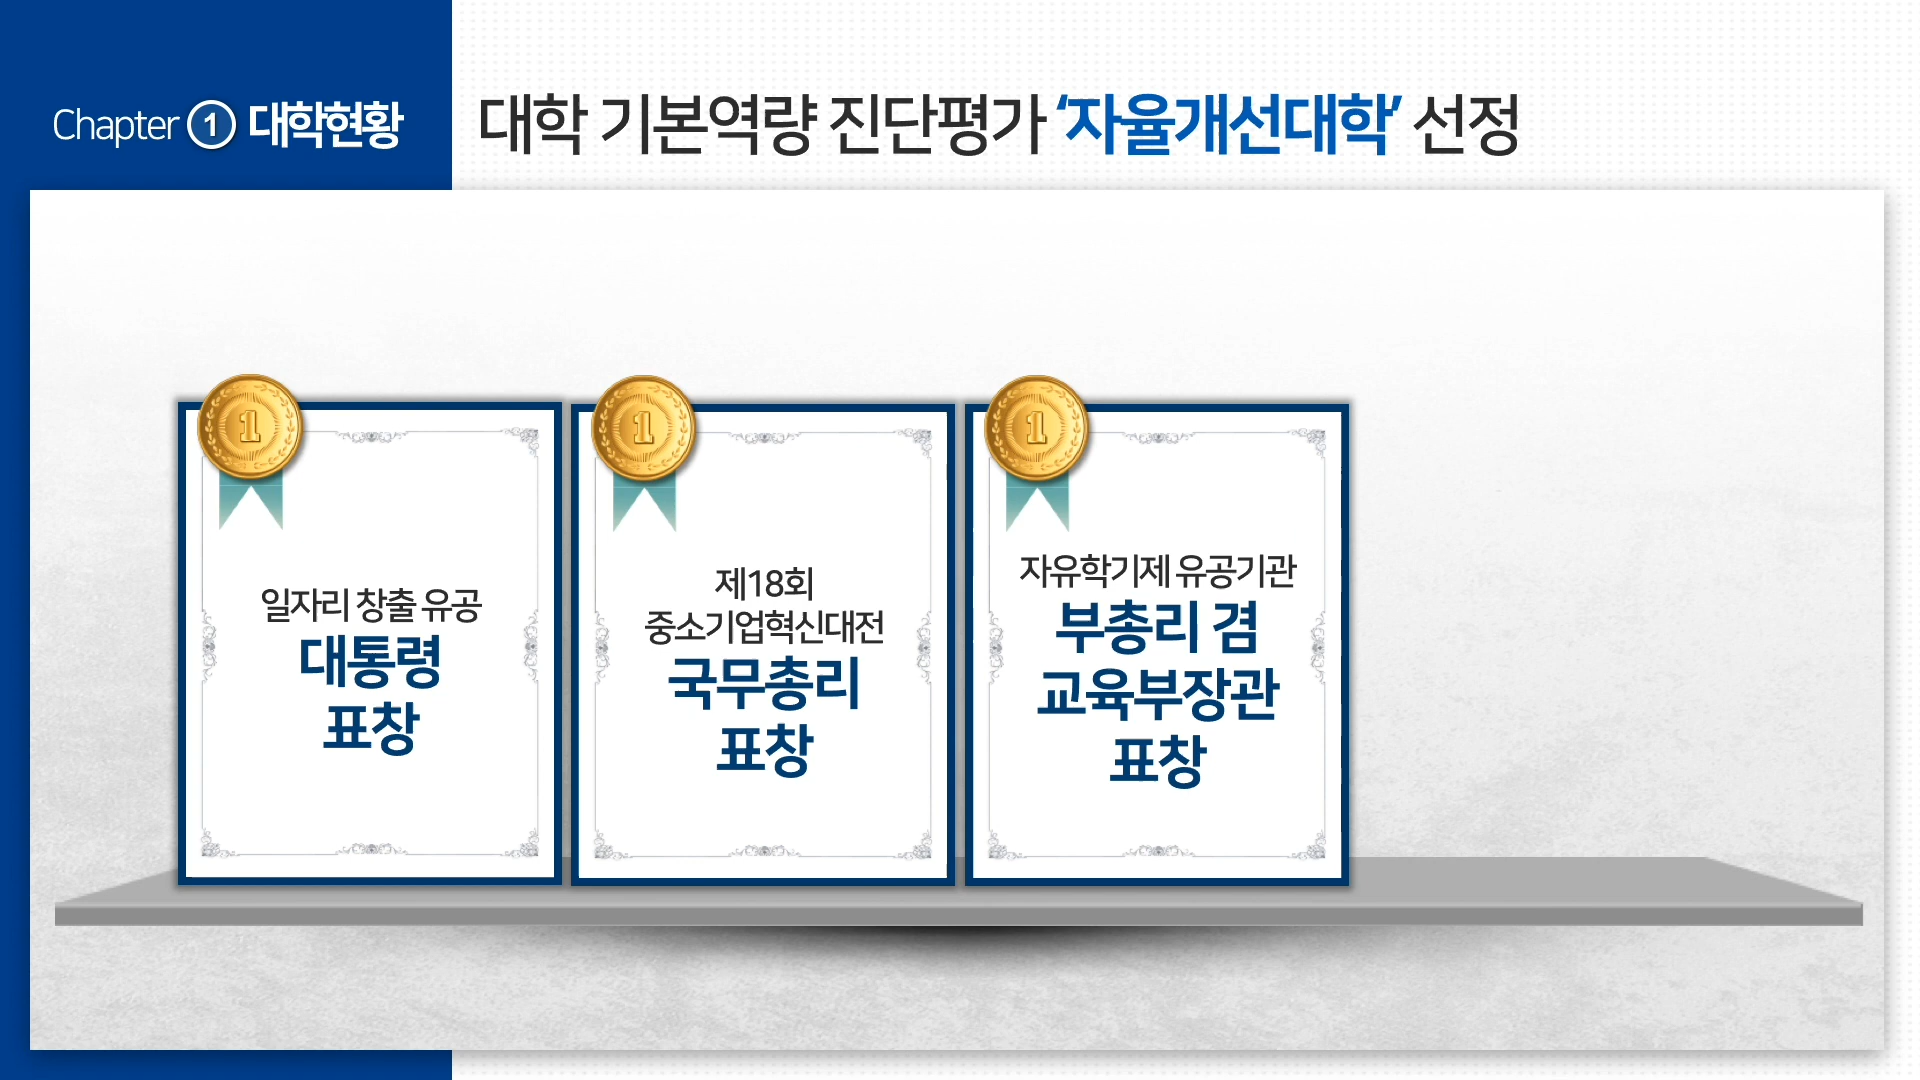 Chapter 1 대학현황
대학 기본역량 진단평가 ‘자율개선대학’ 선정
1
일자리 창출 유공
대통령
표창
1
제18회
중소기업혁신대전
국무총리
표창
1
자유학기제 유공기관
부총리 겸
교육부장관
표창